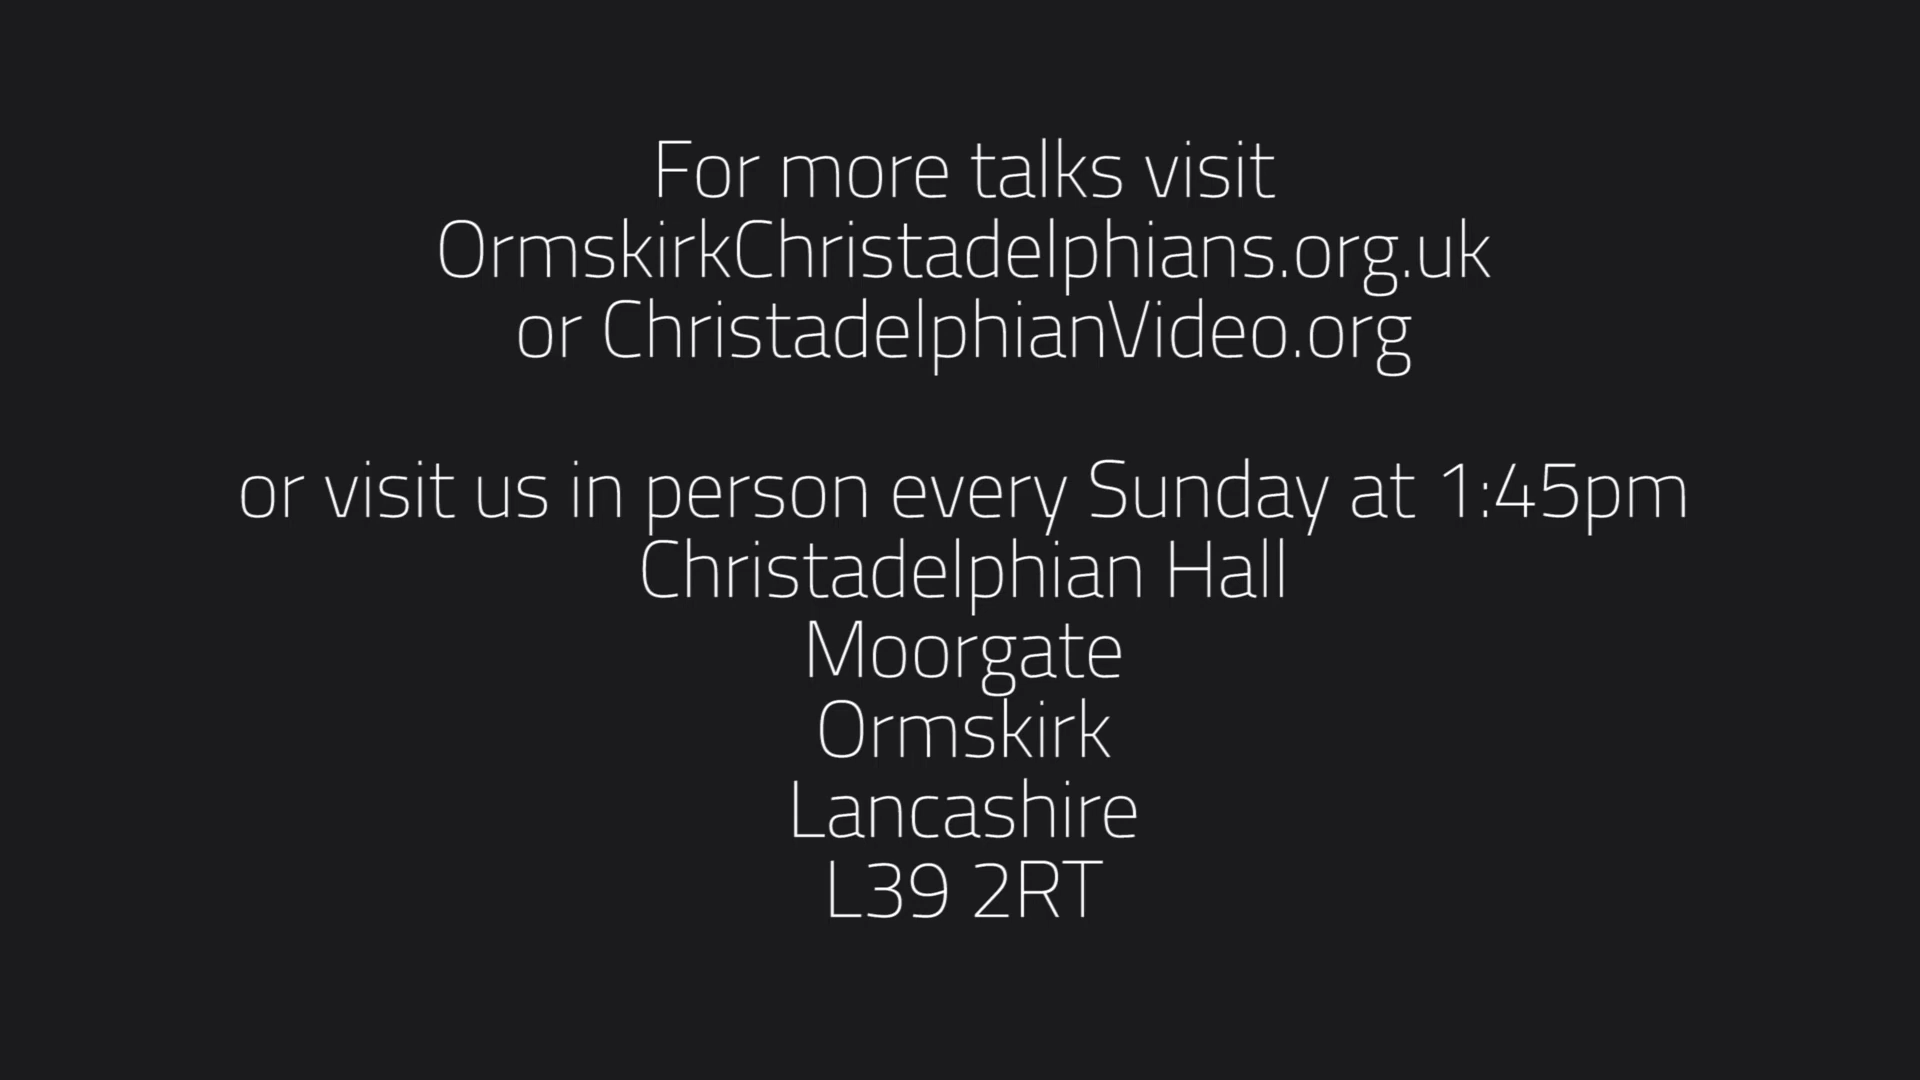 For more talks visit
OrmskirkChristadelphians.org.uk
or ChristadelphianVideo.org
or visit us in person every Sunday at 1:45pm
Christadelphian Hall
Moorgate
Ormskirk
Lancashire
L39 2RT